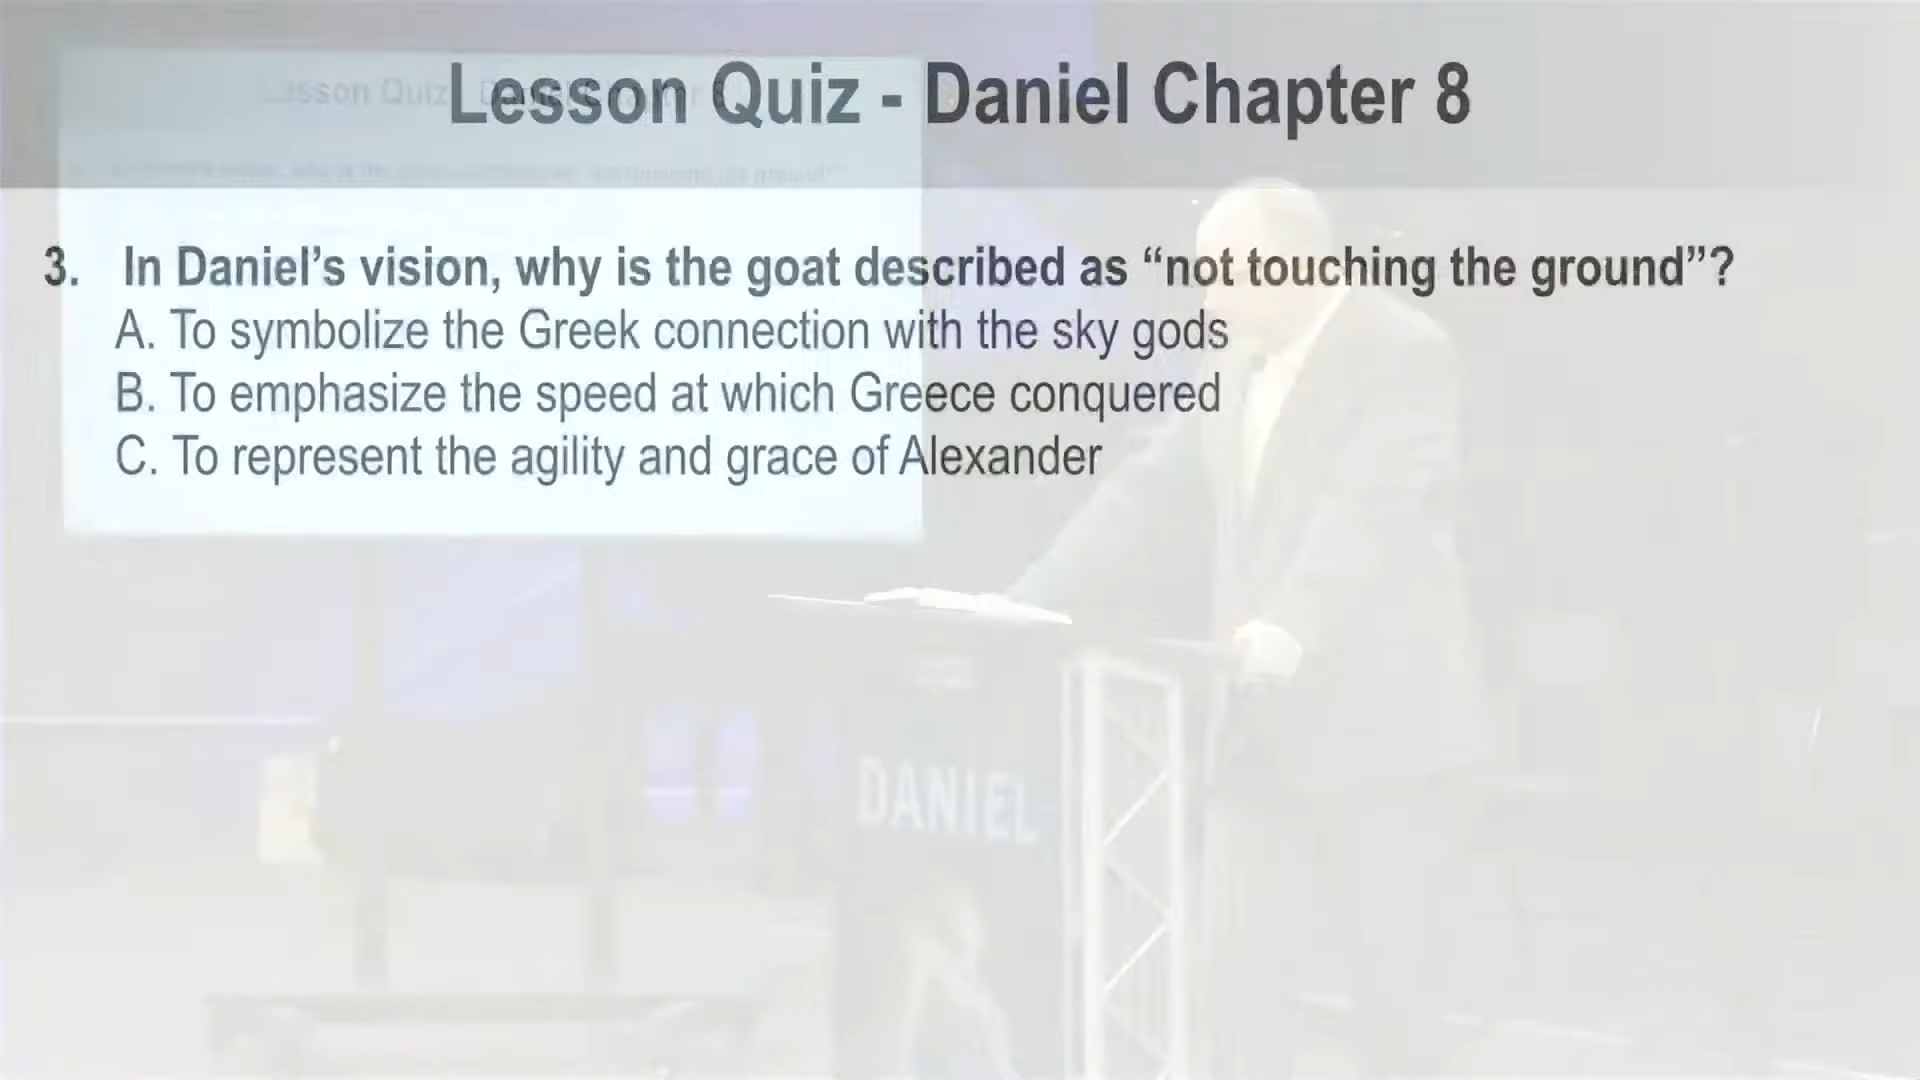 Lesson Quiz - Daniel Chapter 8
3. In Daniel’s vision, why is the goat described as “not touching the ground”?
A. To symbolize the Greek connection with the sky gods
B. To emphasize the speed at which Greece conquered
C. To represent the agility and grace of Alexander
DANIEL